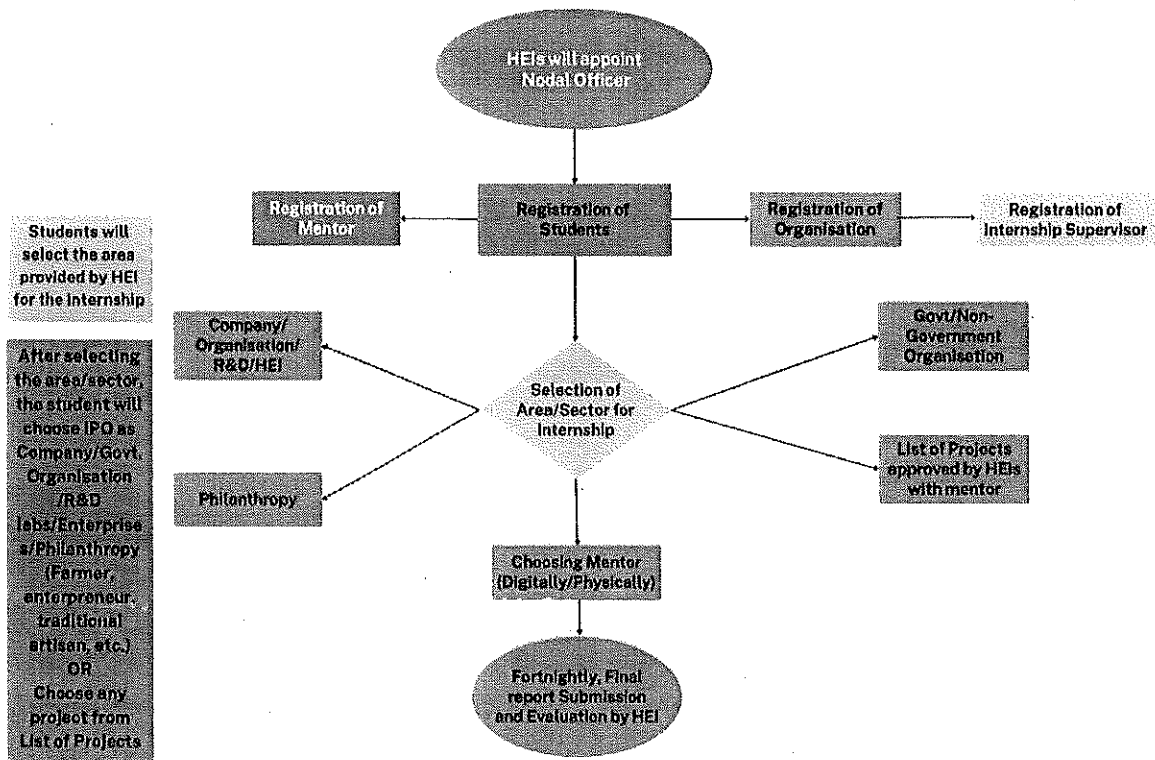 HEIs will appoint
Nodal Officer
Registration of
Mentor
Registration of
Students
Registration of
Organisation
Registration of
Internship Supervisor
Students will
select the area
provided by HEI
for the Internship
Company/
Organisation/
R&D/HEI
Govt/Non-
Government
Organisation
Selection of
Area/Sector for
Internship
Philanthropy
List of Projects
approved by HEIs
with mentor
After selecting
the area/sector,
the student will
choose IPO as
Company/Govt.
Organisation
/R&D
labs/Enterprise
s/Philanthropy
(Farmer,
enterpreneur,
traditional
artisan, etc.)
OR
Choose any
project from
List of Projects
Choosing Mentor
(Digitally/Physically)
Fortnightly, Final
report Submission
and Evaluation by HEI